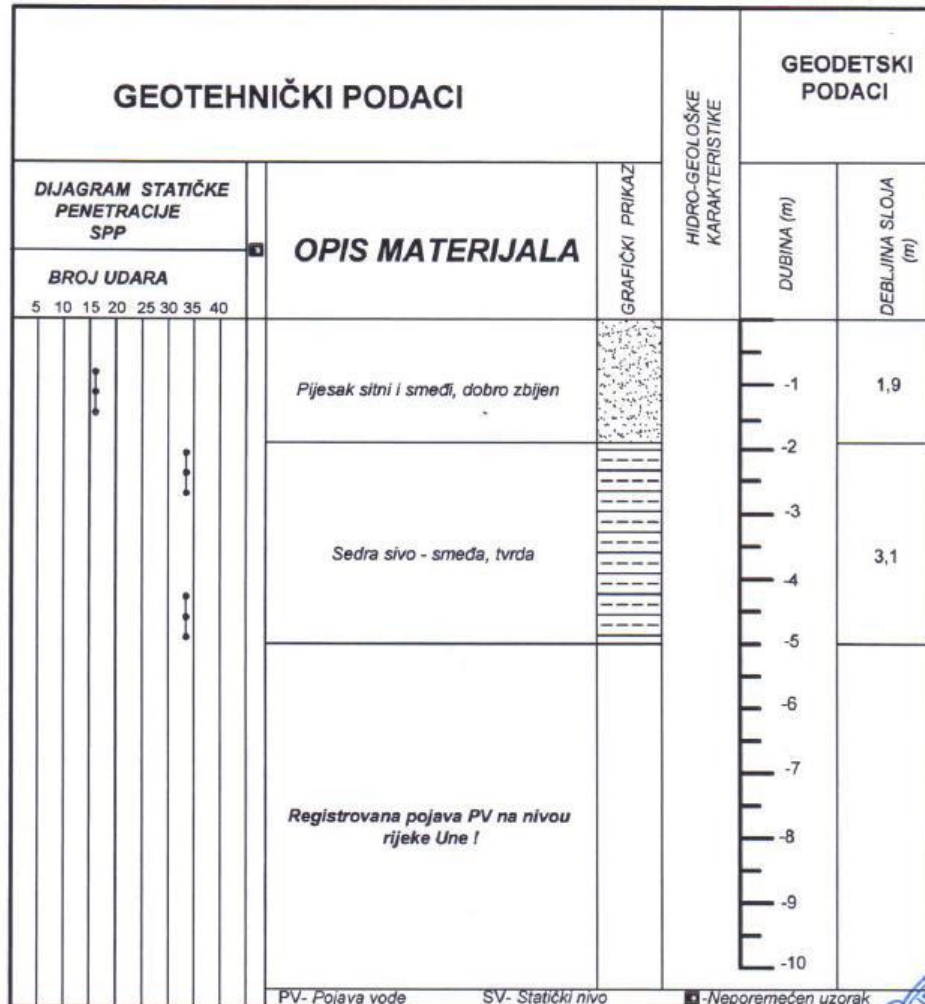 GEOTEHNIČKI PODACI
HIDRO-GEOLOŠKE
KARAKTERISTIKE
GEODETSKI
PODACI
DIJAGRAM STATIČKE
PENETRACIJE
SPP
BROJ UDARA
5 10 15 20 25 30 35 40
OPIS MATERIJALA
GRAFIČKI PRIKAZ
DUBINA (m)
DEBLJINA SLOJA
(m)
Pijesak sitni i smeđi, dobro zbijen
-1
1,9
-2
-3
Sedra sivo - smeđa, tvrda
3,1
-4
-5
-6
-7
Registrovana pojava PV na nivou
rijeke Une !
-8
-9
-10
PV- Pojava vode SV- Statički nivo -Neporemećen uzorak